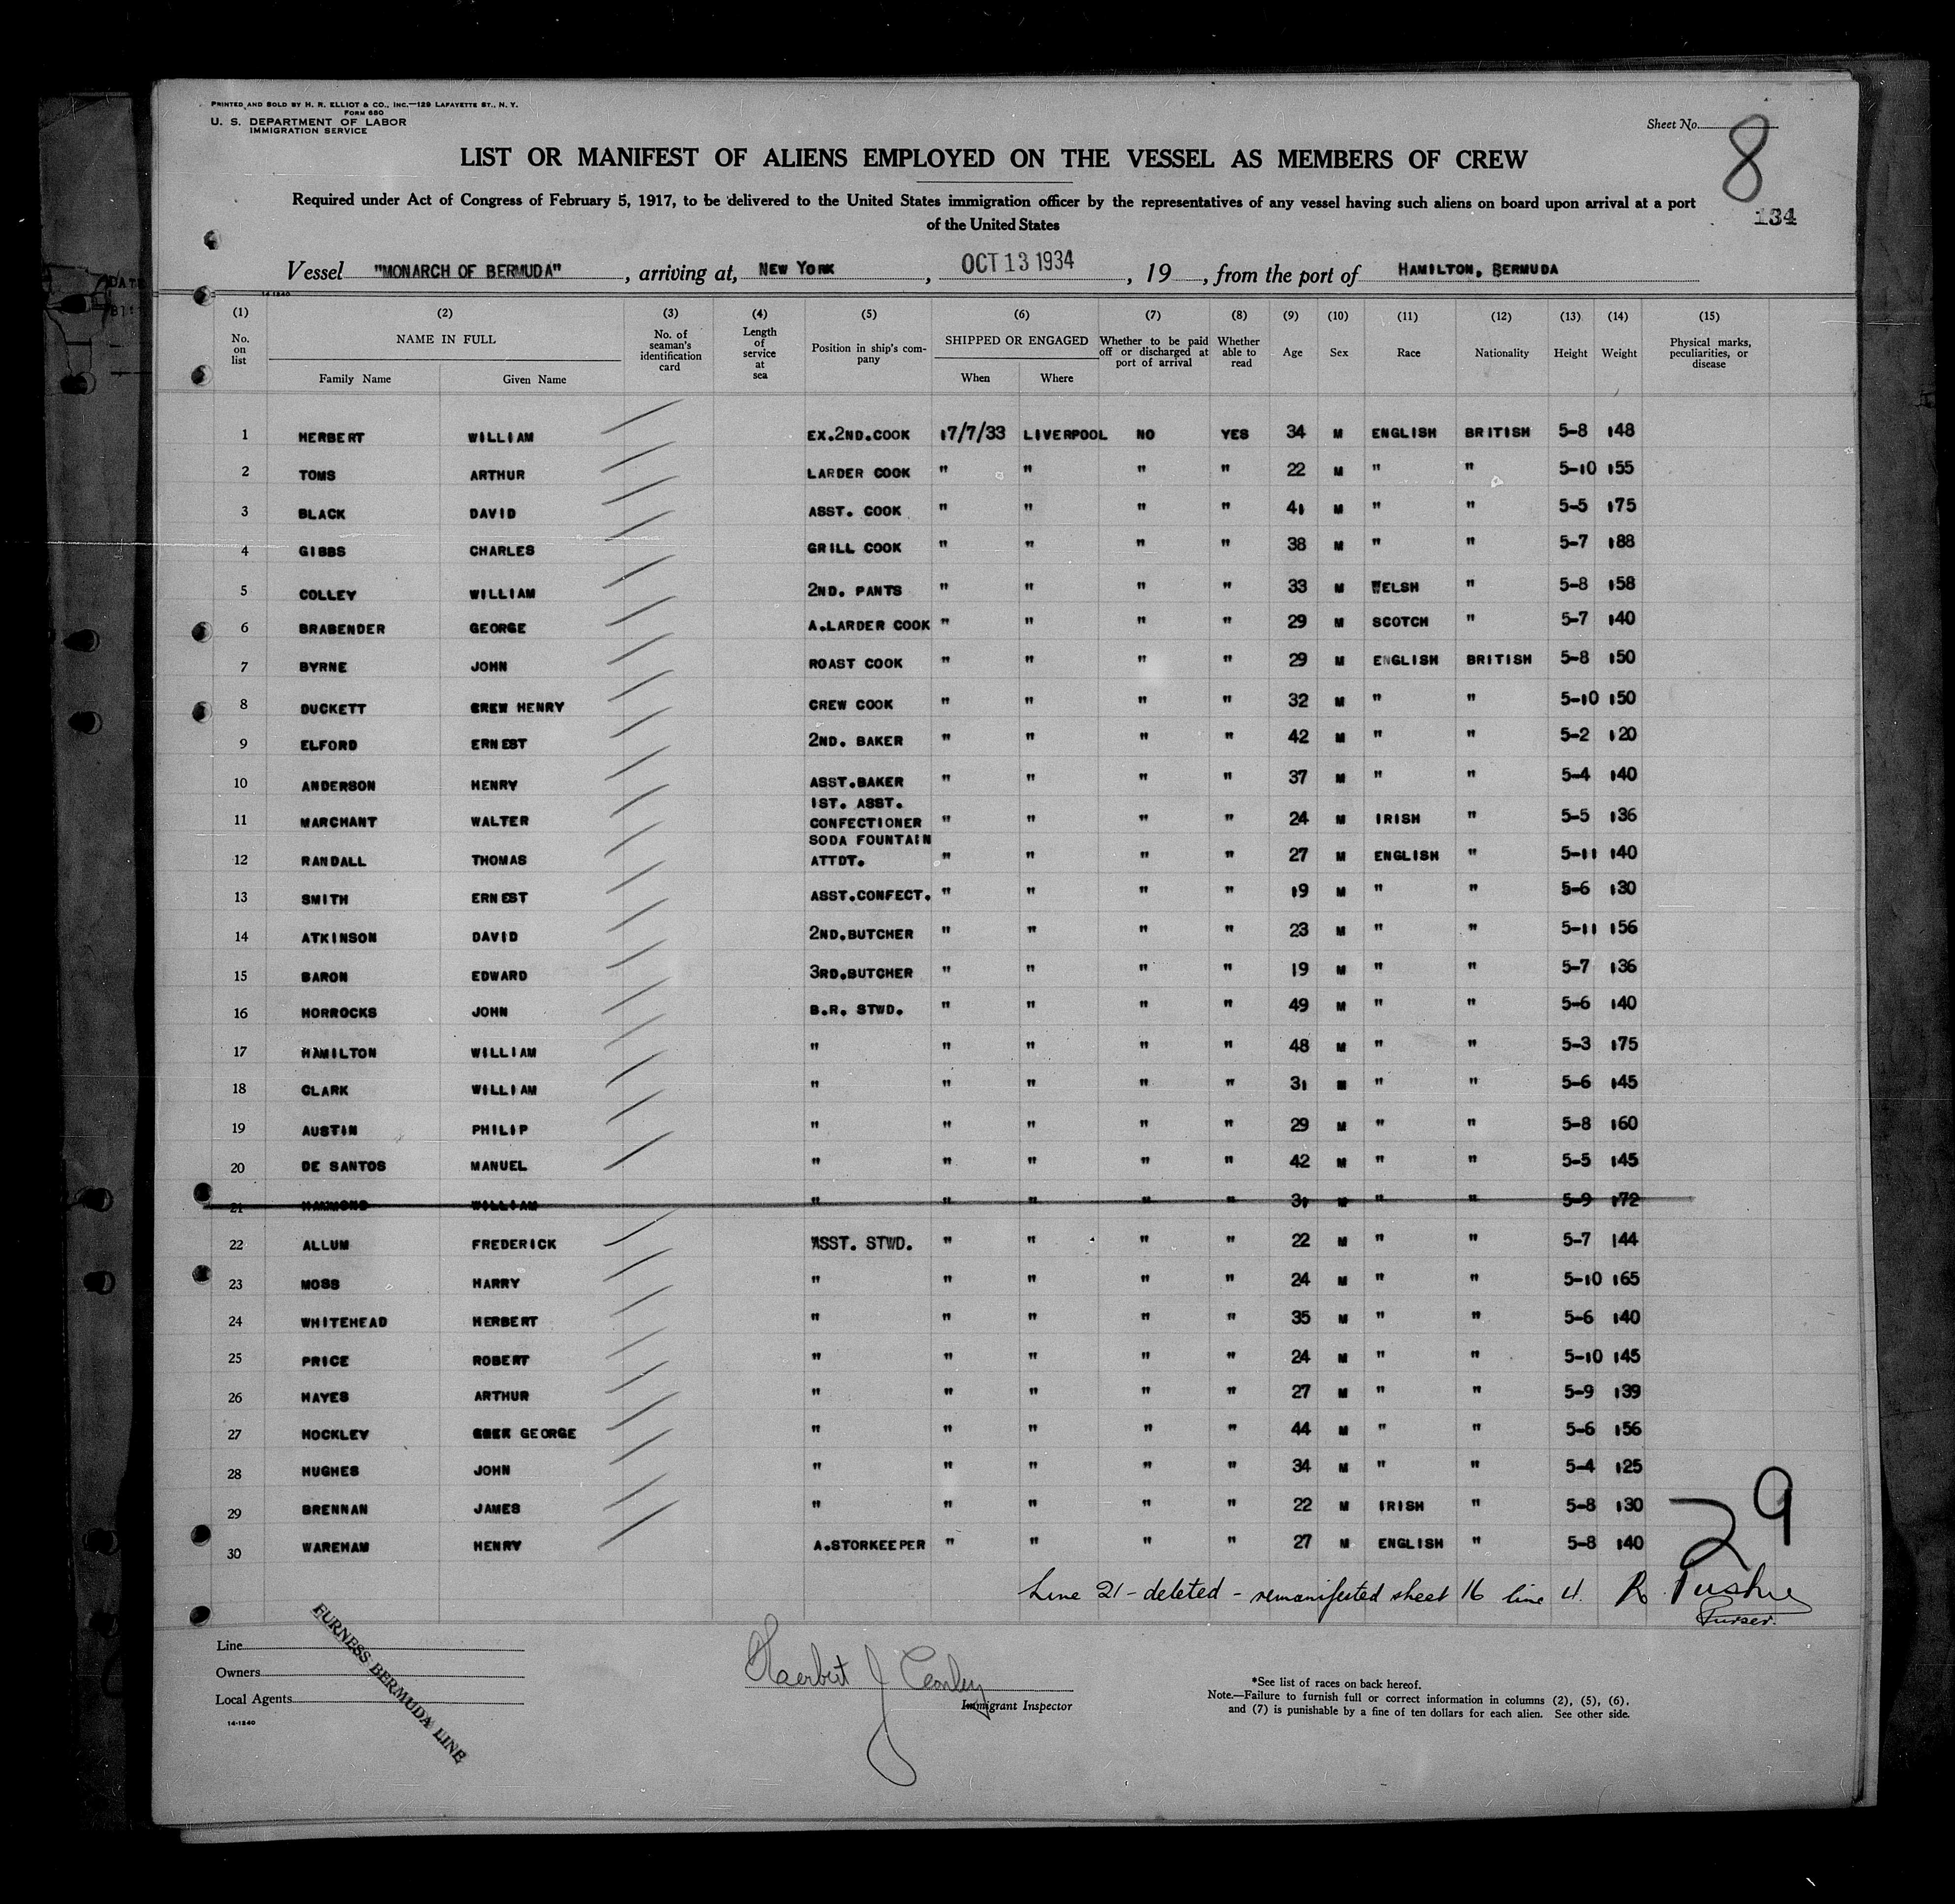 PRINTED AND SOLD BY H. R. ELLIOT & CO., INC.—129 LAFAYETTE ST., N. Y.
FORM 680
U. S. DEPARTMENT OF LABOR
IMMIGRATION SERVICE
Sheet No. 8
LIST OR MANIFEST OF ALIENS EMPLOYED ON THE VESSEL AS MEMBERS OF CREW
Required under Act of Congress of February 5, 1917, to be delivered to the United States immigration officer by the representatives of any vessel having such aliens on board upon arrival at a port
of the United States
134
Vessel "MONARCH OF BERMUDA", arriving at, NEW YORK, OCT 13 1934, 19, from the port of HAMILTON, BERMUDA
14-1240
(1) (2) (3) (4) (5) (6) (7) (8) (9) (10) (11) (12) (13) (14) (15)
No. on list NAME IN FULL Family Name Given Name No. of seaman's identification card Length of service at sea Position in ship's company SHIPPED OR ENGAGED When Where Whether to be paid off or discharged at port of arrival Whether able to read Age Sex Race Nationality Height Weight Physical marks, peculiarities, or disease
1 HERBERT WILLIAM EX.2ND.COOK 17/7/33 LIVERPOOL NO YES 34 M ENGLISH BRITISH 5-8 148
2 TOMS ARTHUR LARDER COOK " " " " 22 M " " 5-10 155
3 BLACK DAVID ASST. COOK " " " " 41 M " " 5-5 175
4 GIBBS CHARLES GRILL COOK " " " " 38 M " " 5-7 188
5 COLLEY WILLIAM 2ND. PANTS " " " " 33 M WELSH " 5-8 158
6 BRABENDER GEORGE A.LARDER COOK " " " " 29 M SCOTCH " 5-7 140
7 BYRNE JOHN ROAST COOK " " " " 29 M ENGLISH BRITISH 5-8 150
8 DUCKETT HENRY CREW COOK " " " " 32 M " " 5-10 150
9 ELFORD ERNEST 2ND. BAKER " " " " 42 M " " 5-2 120
10 ANDERSON HENRY ASST.BAKER " " " " 37 M " " 5-4 140
11 MARCHANT WALTER 1ST. ASST. CONFECTIONER " " " " 24 M IRISH " 5-5 136
12 RANDALL THOMAS SODA FOUNTAIN ATTDT. " " " " 27 M ENGLISH " 5-11 140
13 SMITH ERNEST ASST.CONFECT. " " " " 19 M " " 5-6 130
14 ATKINSON DAVID 2ND.BUTCHER " " " " 23 M " " 5-11 156
15 BARON EDWARD 3RD.BUTCHER " " " " 19 M " " 5-7 136
16 HORROCKS JOHN B.R. STWD. " " " " 49 M " " 5-6 140
17 HAMILTON WILLIAM " " " " " 48 M " " 5-3 175
18 CLARK WILLIAM " " " " " 31 M " " 5-6 145
19 AUSTIN PHILIP " " " " " 29 M " " 5-8 160
20 DE SANTOS MANUEL " " " " " 42 M " " 5-5 145
21 HAMMOND WILLIAM " " " " " 31 M " " 5-9 172
22 ALLUM FREDERICK ASST. STWD. " " " " 22 M " " 5-7 144
23 MOSS HARRY " " " " " 24 M " " 5-10 165
24 WHITEHEAD HERBERT " " " " " 35 M " " 5-6 140
25 PRICE ROBERT " " " " " 24 M " " 5-10 145
26 HAYES ARTHUR " " " " " 27 M " " 5-9 139
27 HOCKLEY GEORGE " " " " " 44 M " " 5-6 156
28 HUGHES JOHN " " " " " 34 M " " 5-4 125
29 BRENNAN JAMES " " " " " 22 M IRISH " 5-8 130
30 WAREHAM HENRY A.STORKEEPER " " " " 27 M ENGLISH " 5-8 140
29
Line 21 - deleted - remanifested sheet 16 line 4. R
Purser.
Line
Owners
Local Agents
14-1240
FURNESS BERMUDA LINE
Herbert J
Immigrant Inspector
*See list of races on back hereof.
Note.—Failure to furnish full or correct information in columns (2), (5), (6),
and (7) is punishable by a fine of ten dollars for each alien. See other side.